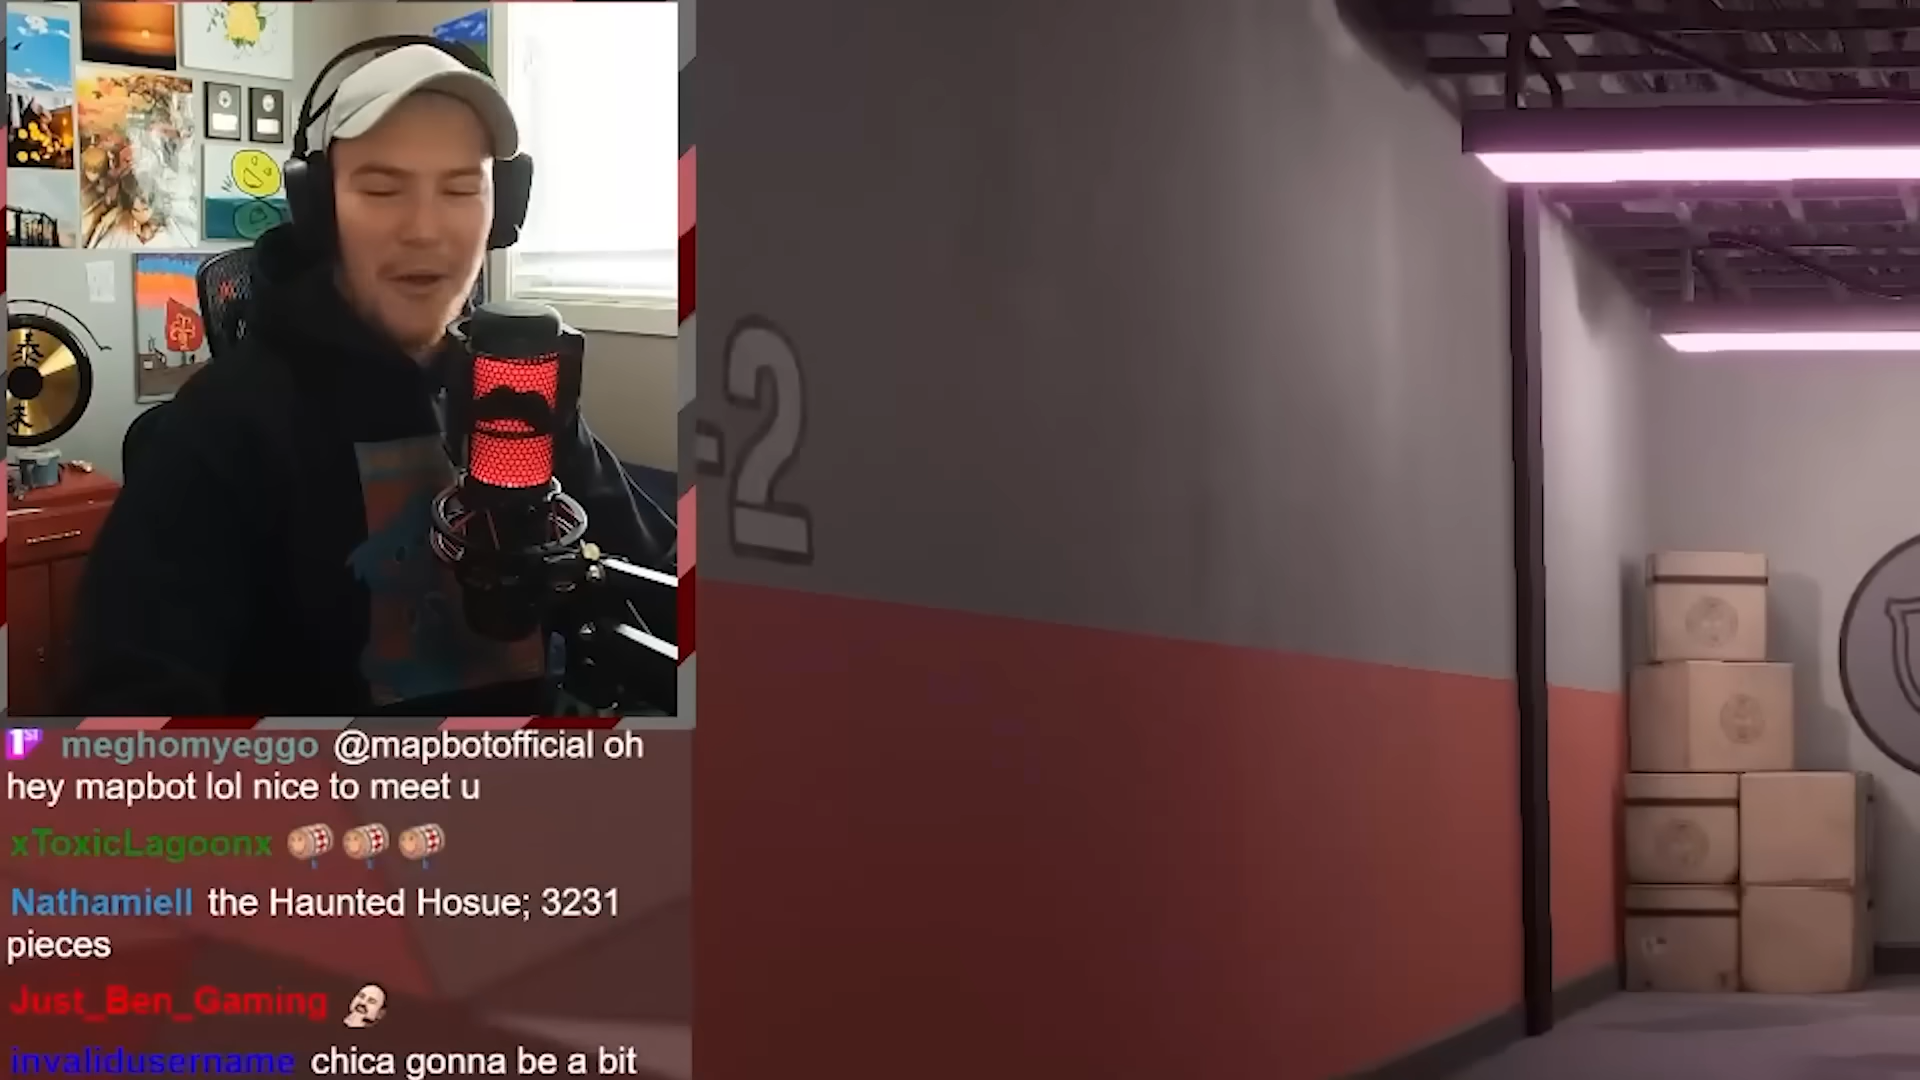 -2
meghomyeggo @mapbotofficial oh
hey mapbot lol nice to meet u
xToxicLagoonx
Nathamiell the Haunted Hosue; 3231
pieces
Just_Ben_Gaming
invalidusername chica gonna be a bit